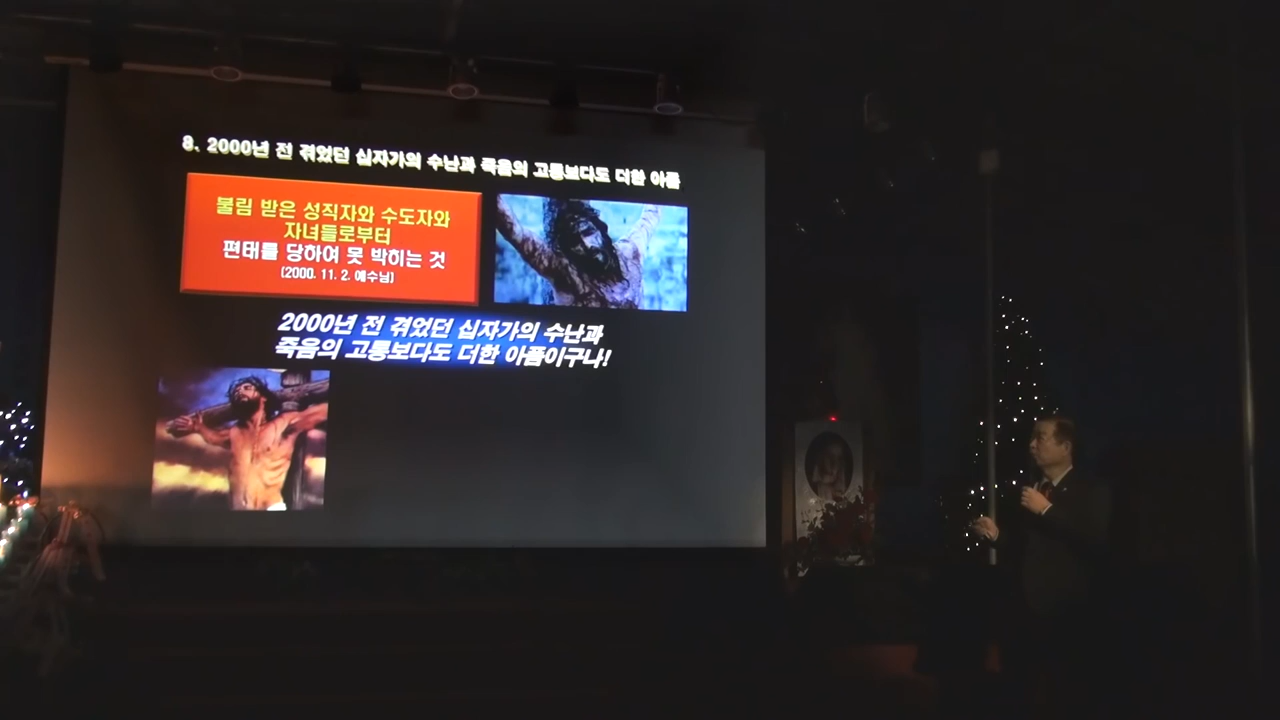 8. 2000년 전 겪었던 십자가의 수난과 죽음의 고통보다도 더한 아픔
불림 받은 성직자와 수도자와
자녀들로부터
편태를 당하여 못 박히는 것
(2000. 11. 2. 예수님)
2000년 전 겪었던 십자가의 수난과
죽음의 고통보다도 더한 아픔이구나!